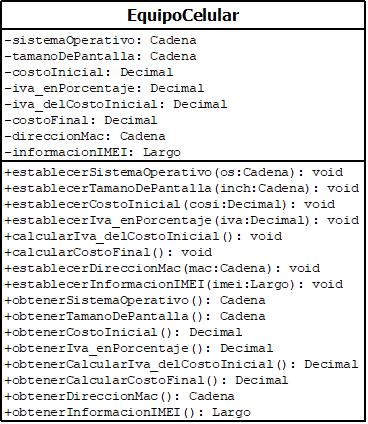 EquipoCelular
-sistemaOperativo: Cadena
-tamanoDePantalla: Cadena
-costoInicial: Decimal
-iva_enPorcentaje: Decimal
-iva_delCostoInicial: Decimal
-costoFinal: Decimal
-direccionMac: Cadena
-informacionIMEI: Largo
+establecerSistemaOperativo(os:Cadena): void
+establecerTamanoDePantalla(inch:Cadena): void
+establecerCostoInicial(cosi:Decimal): void
+establecerIva_enPorcentaje(iva:Decimal): void
+calcularIva_delCostoInicial(): void
+calcularCostoFinal(): void
+establecerDireccionMac(mac:Cadena): void
+establecerInformacionIMEI(imei:Largo): void
+obtenerSistemaOperativo(): Cadena
+obtenerTamanoDePantalla(): Cadena
+obtenerCostoInicial(): Decimal
+obtenerIva_enPorcentaje(): Decimal
+obtenerCalcularIva_delCostoInicial(): Decimal
+obtenerCalcularCostoFinal(): Decimal
+obtenerDireccionMac(): Cadena
+obtenerInformacionIMEI(): Largo